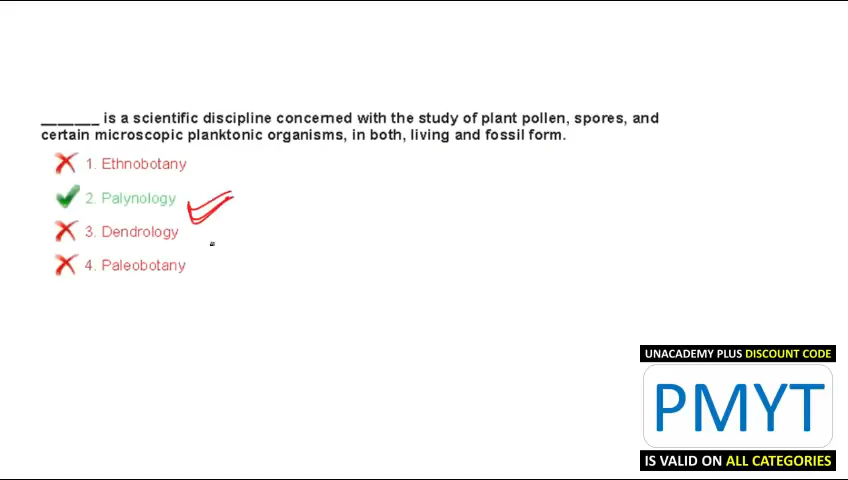 _______ is a scientific discipline concerned with the study of plant pollen, spores, and
certain microscopic planktonic organisms, in both, living and fossil form.
1. Ethnobotany
2. Palynology
3. Dendrology
4. Paleobotany
UNACADEMY PLUS DISCOUNT CODE
PMYT
IS VALID ON ALL CATEGORIES